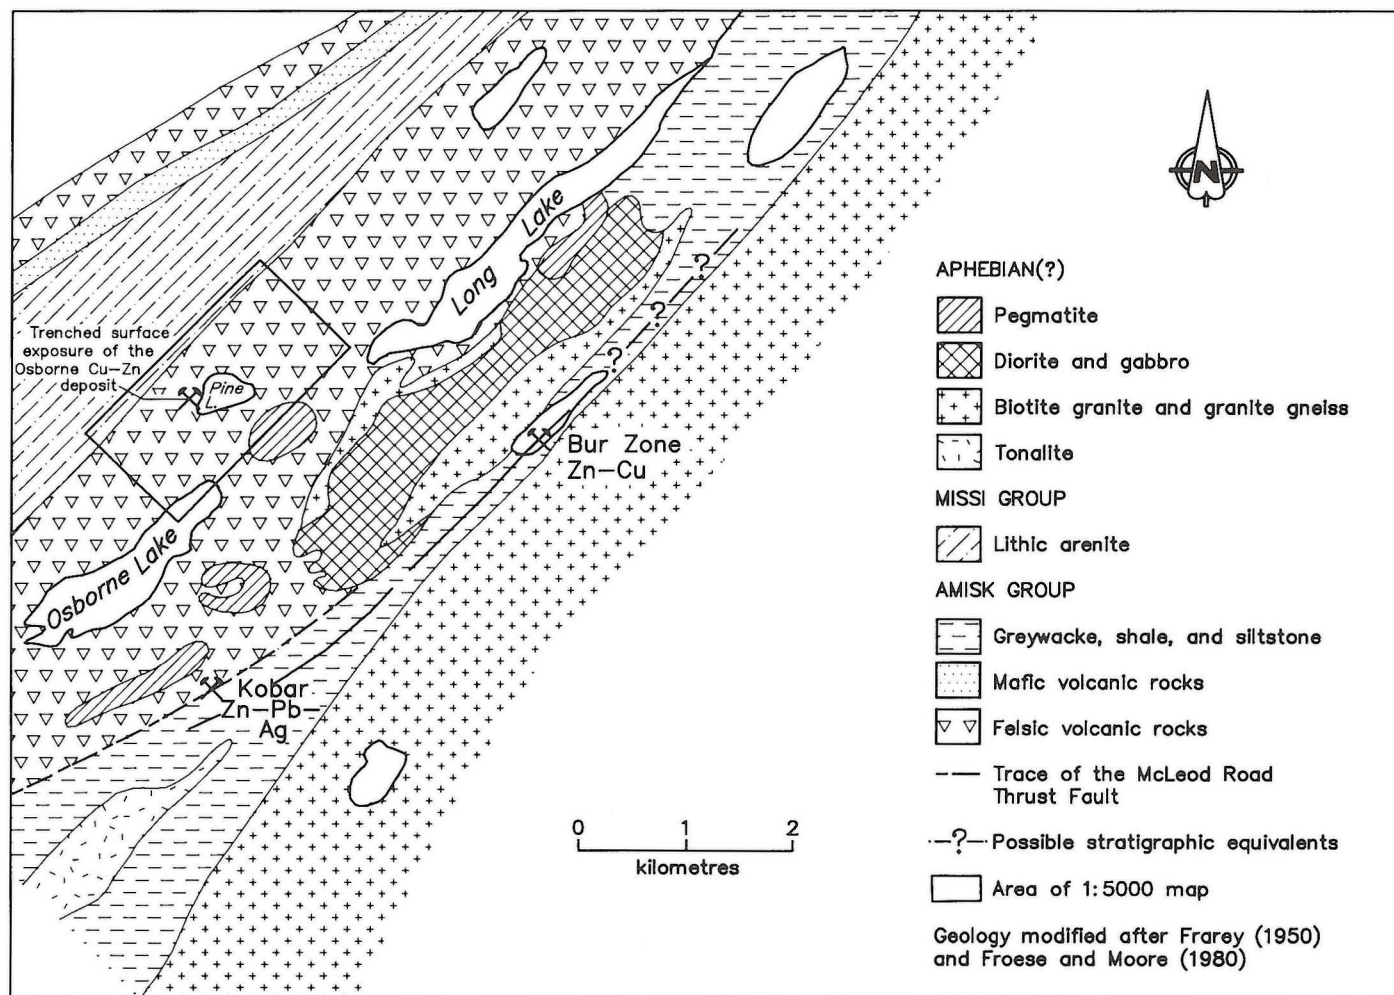 Long Lake
Trenched surface
exposure of the
Osborne Cu–Zn
deposit
Pine
L.
Osborne Lake
Bur Zone
Zn–Cu
Kobar
Zn–Pb–
Ag
?
?
?
N
0 1 2
kilometres
APHEBIAN(?)
Pegmatite
Diorite and gabbro
Biotite granite and granite gneiss
Tonalite
MISSI GROUP
Lithic arenite
AMISK GROUP
Greywacke, shale, and siltstone
Mafic volcanic rocks
Felsic volcanic rocks
Trace of the McLeod Road
Thrust Fault
–?– Possible stratigraphic equivalents
Area of 1:5000 map
Geology modified after Frarey (1950)
and Froese and Moore (1980)